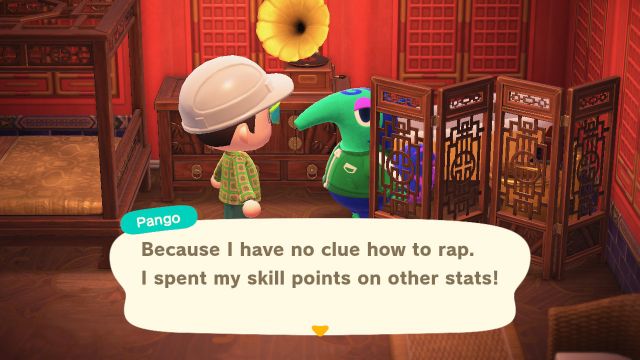 Pango
Because I have no clue how to rap.
I spent my skill points on other stats!